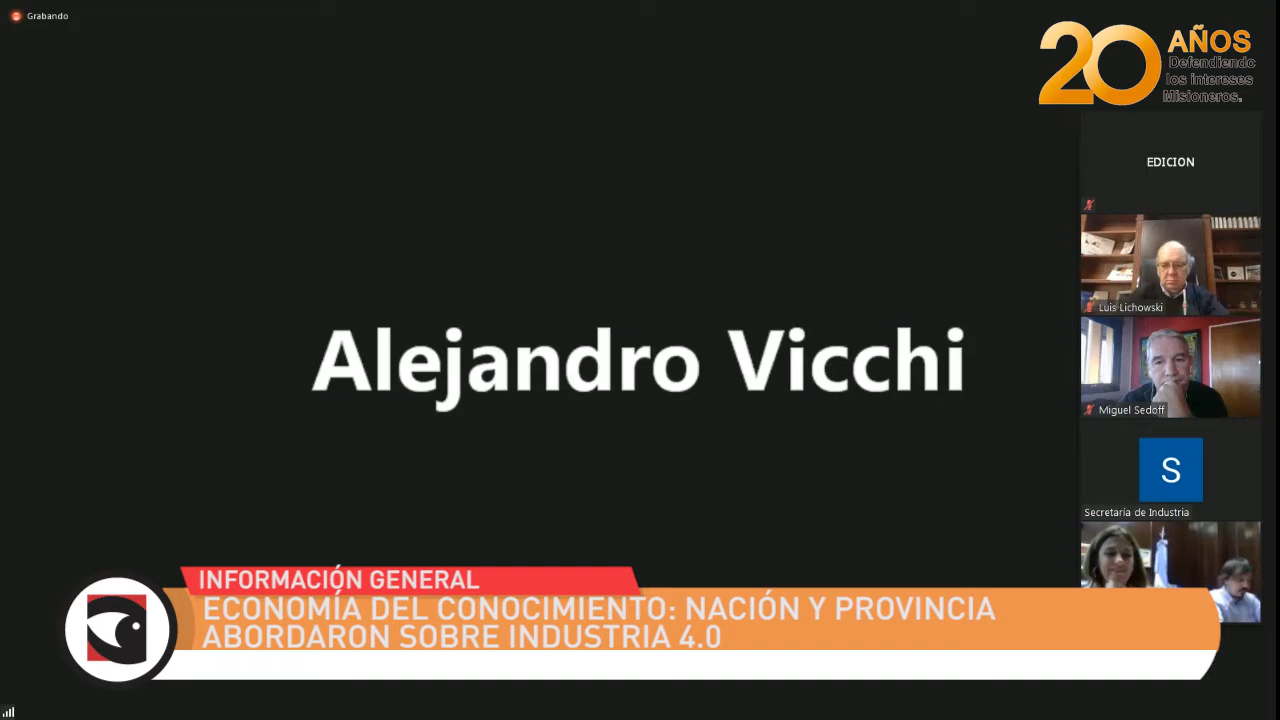 Grabando
20 AÑOS
Defendiendo
los intereses
Misioneros.
EDICION
Luis Lichowski
Miguel Sedoff
S
Secretaría de Industria
Alejandro Vicchi
INFORMACIÓN GENERAL
ECONOMÍA DEL CONOCIMIENTO: NACIÓN Y PROVINCIA
ABORDARON SOBRE INDUSTRIA 4.0